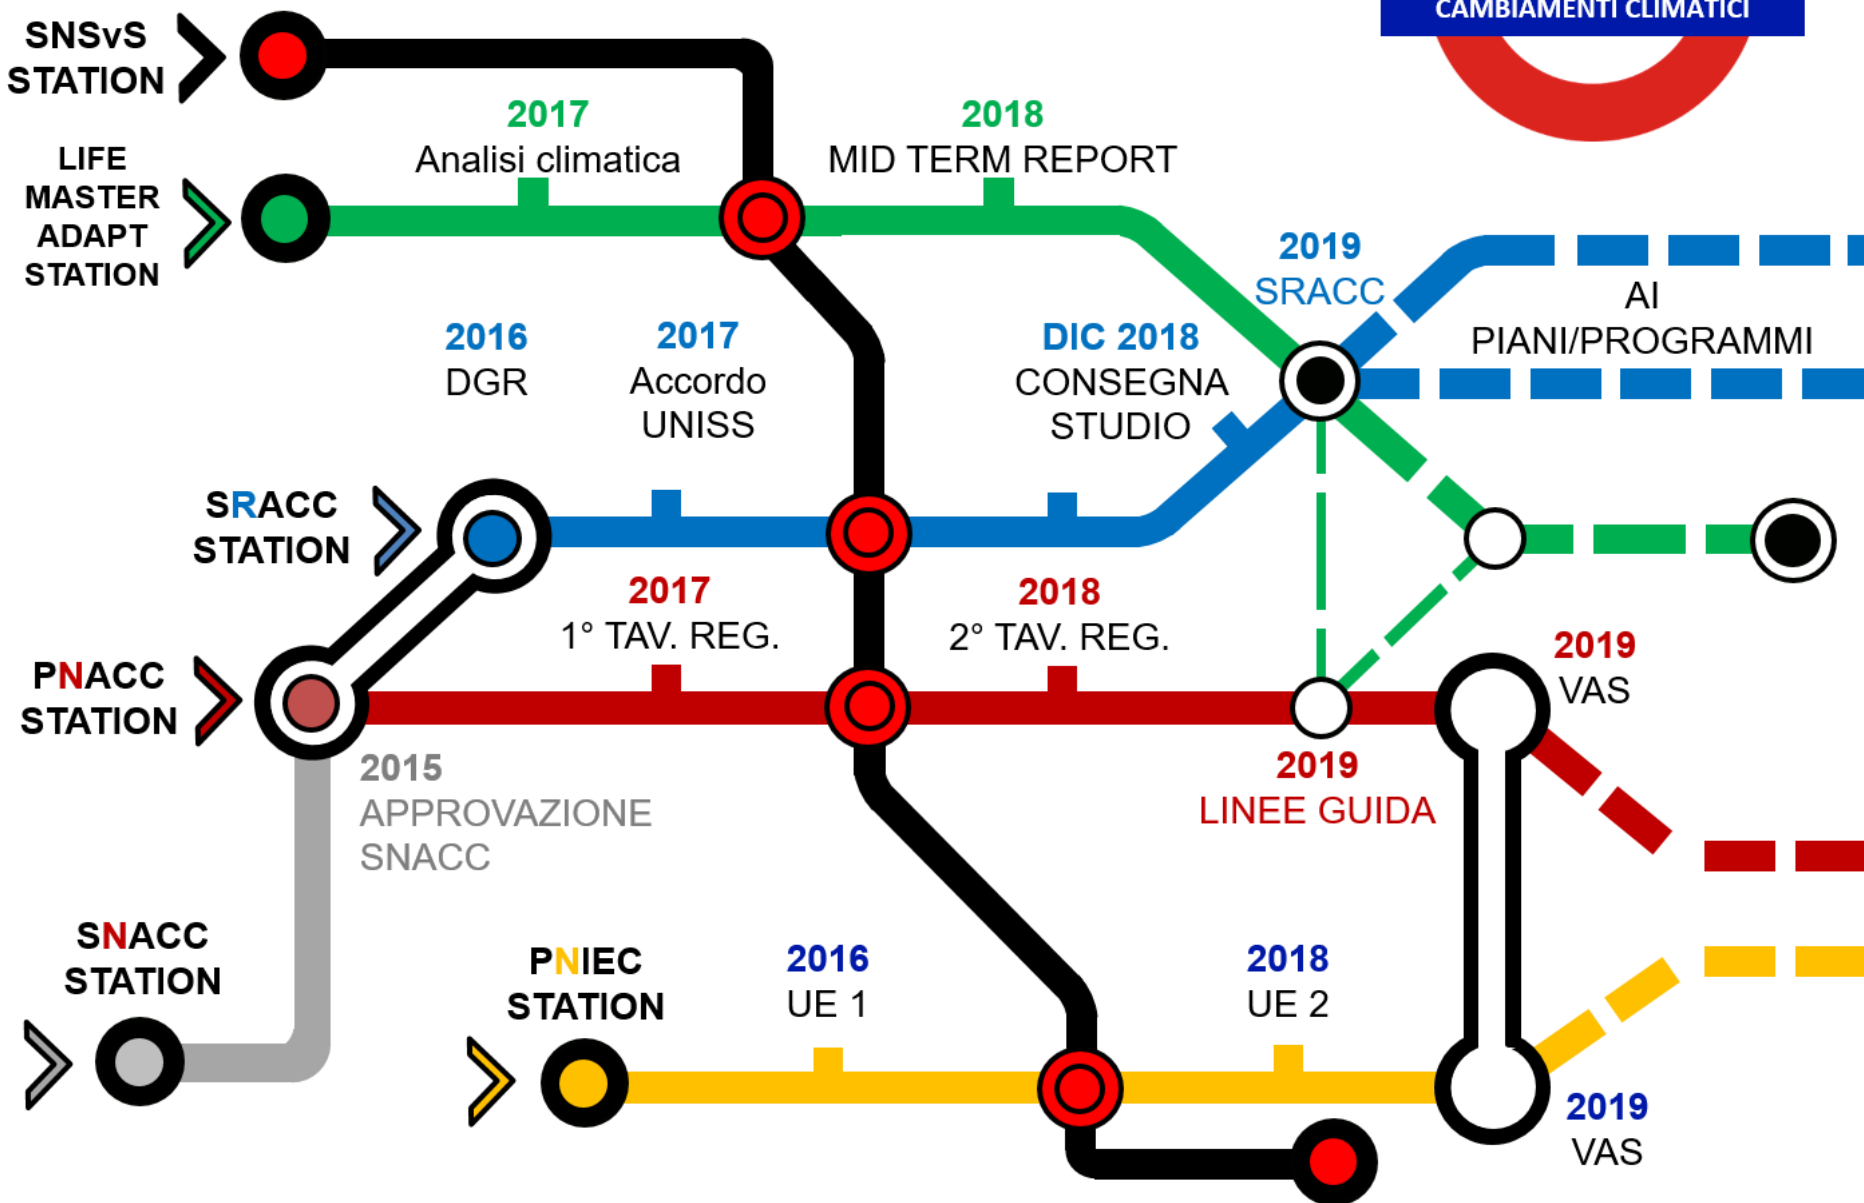 CAMBIAMENTI CLIMATICI
SNSvS
STATION
2017
Analisi climatica
2018
MID TERM REPORT
LIFE
MASTER
ADAPT
STATION
2019
SRACC
AI
PIANI/PROGRAMMI
2016
DGR
2017
Accordo
UNISS
DIC 2018
CONSEGNA
STUDIO
SRACC
STATION
2017
1° TAV. REG.
2018
2° TAV. REG.
2019
VAS
PNACC
STATION
2015
APPROVAZIONE
SNACC
2019
LINEE GUIDA
SNACC
STATION
PNIEC
STATION
2016
UE 1
2018
UE 2
2019
VAS